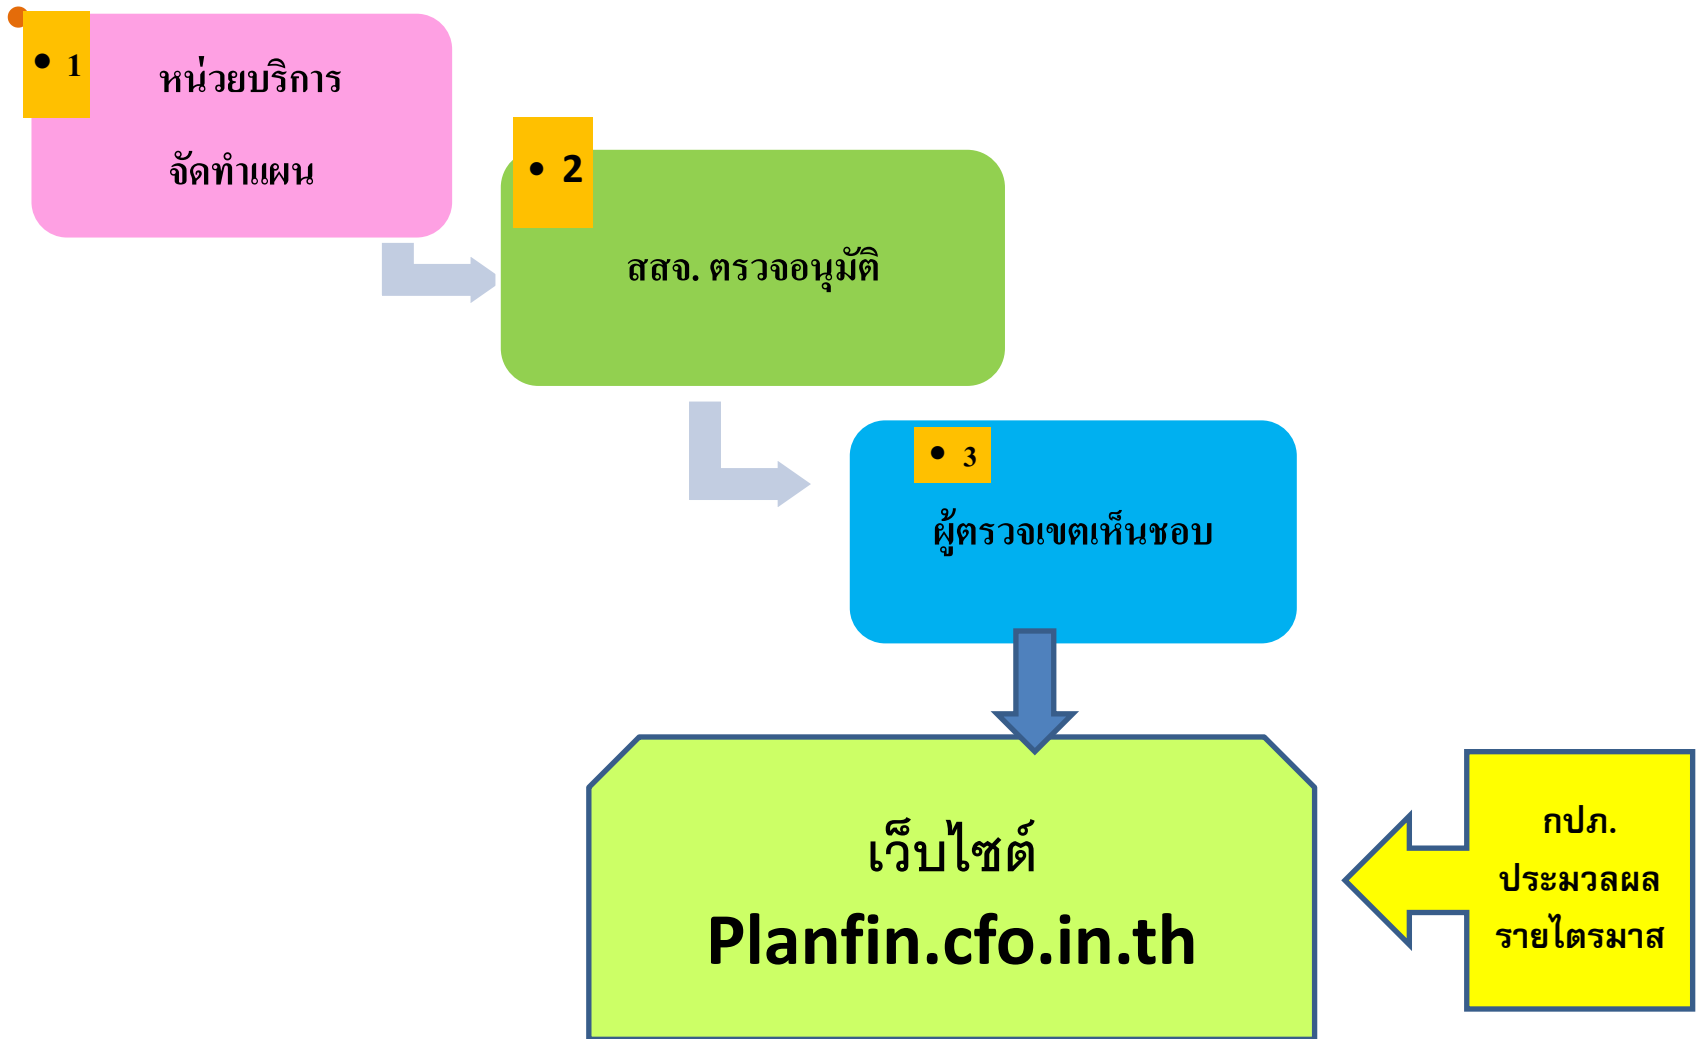 • 1
หน่วยบริการ
จัดทำแผน
• 2
สสจ. ตรวจอนุมัติ
• 3
ผู้ตรวจเขตเห็นชอบ
เว็บไซต์
Planfin.cfo.in.th
กปภ.
ประมวลผล
รายไตรมาส